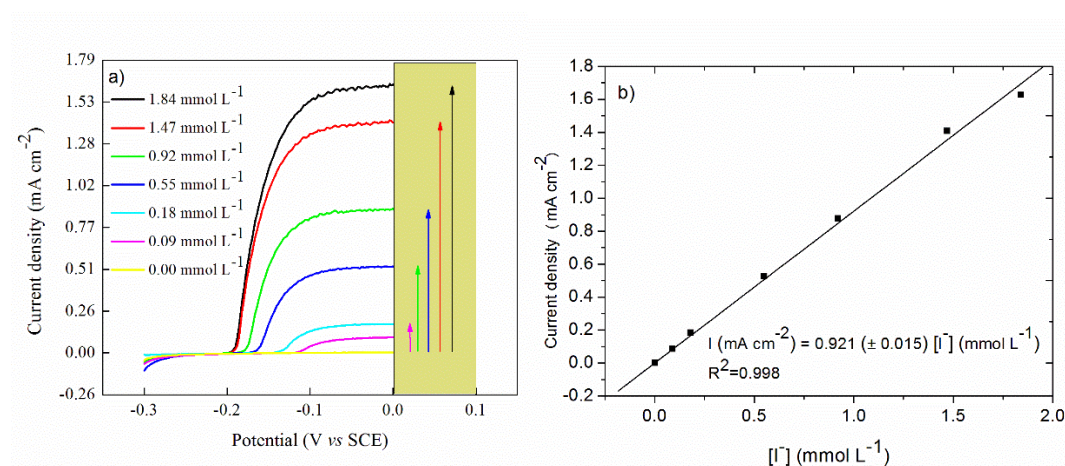 a)
1.79
1.53
1.28
1.02
0.77
0.51
0.26
0.00
-0.26
Current density (mA cm⁻²)
1.84 mmol L⁻¹
1.47 mmol L⁻¹
0.92 mmol L⁻¹
0.55 mmol L⁻¹
0.18 mmol L⁻¹
0.09 mmol L⁻¹
0.00 mmol L⁻¹
-0.3 -0.2 -0.1 0.0 0.1
Potential (V vs SCE)
b)
1.8
1.6
1.4
1.2
1.0
0.8
0.6
0.4
0.2
0.0
-0.2
Current density (mA cm⁻²)
I (mA cm⁻²) = 0.921 (± 0.015) [I⁻] (mmol L⁻¹)
R²=0.998
0.0 0.5 1.0 1.5 2.0
[I⁻] (mmol L⁻¹)